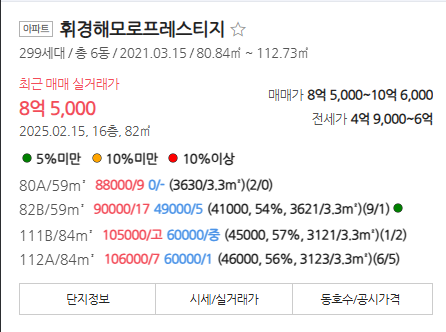 아파트 휘경해모로프레스티지 ☆
299세대 / 총 6동 / 2021.03.15 / 80.84㎡ ~ 112.73㎡
최근 매매 실거래가
8억 5,000
2025.02.15, 16층, 82㎡
매매가 8억 5,000~10억 6,000
전세가 4억 9,000~6억
5%미만 10%미만 10%이상
80A/59㎡ 88000/9 0/- (3630/3.3㎡)(2/0)
82B/59㎡ 90000/17 49000/5 (41000, 54%, 3621/3.3㎡)(9/1)
111B/84㎡ 105000/고 60000/중 (45000, 57%, 3121/3.3㎡)(1/2)
112A/84㎡ 106000/7 60000/1 (46000, 56%, 3123/3.3㎡)(6/5)
단지정보 시세/실거래가 동호수/공시가격